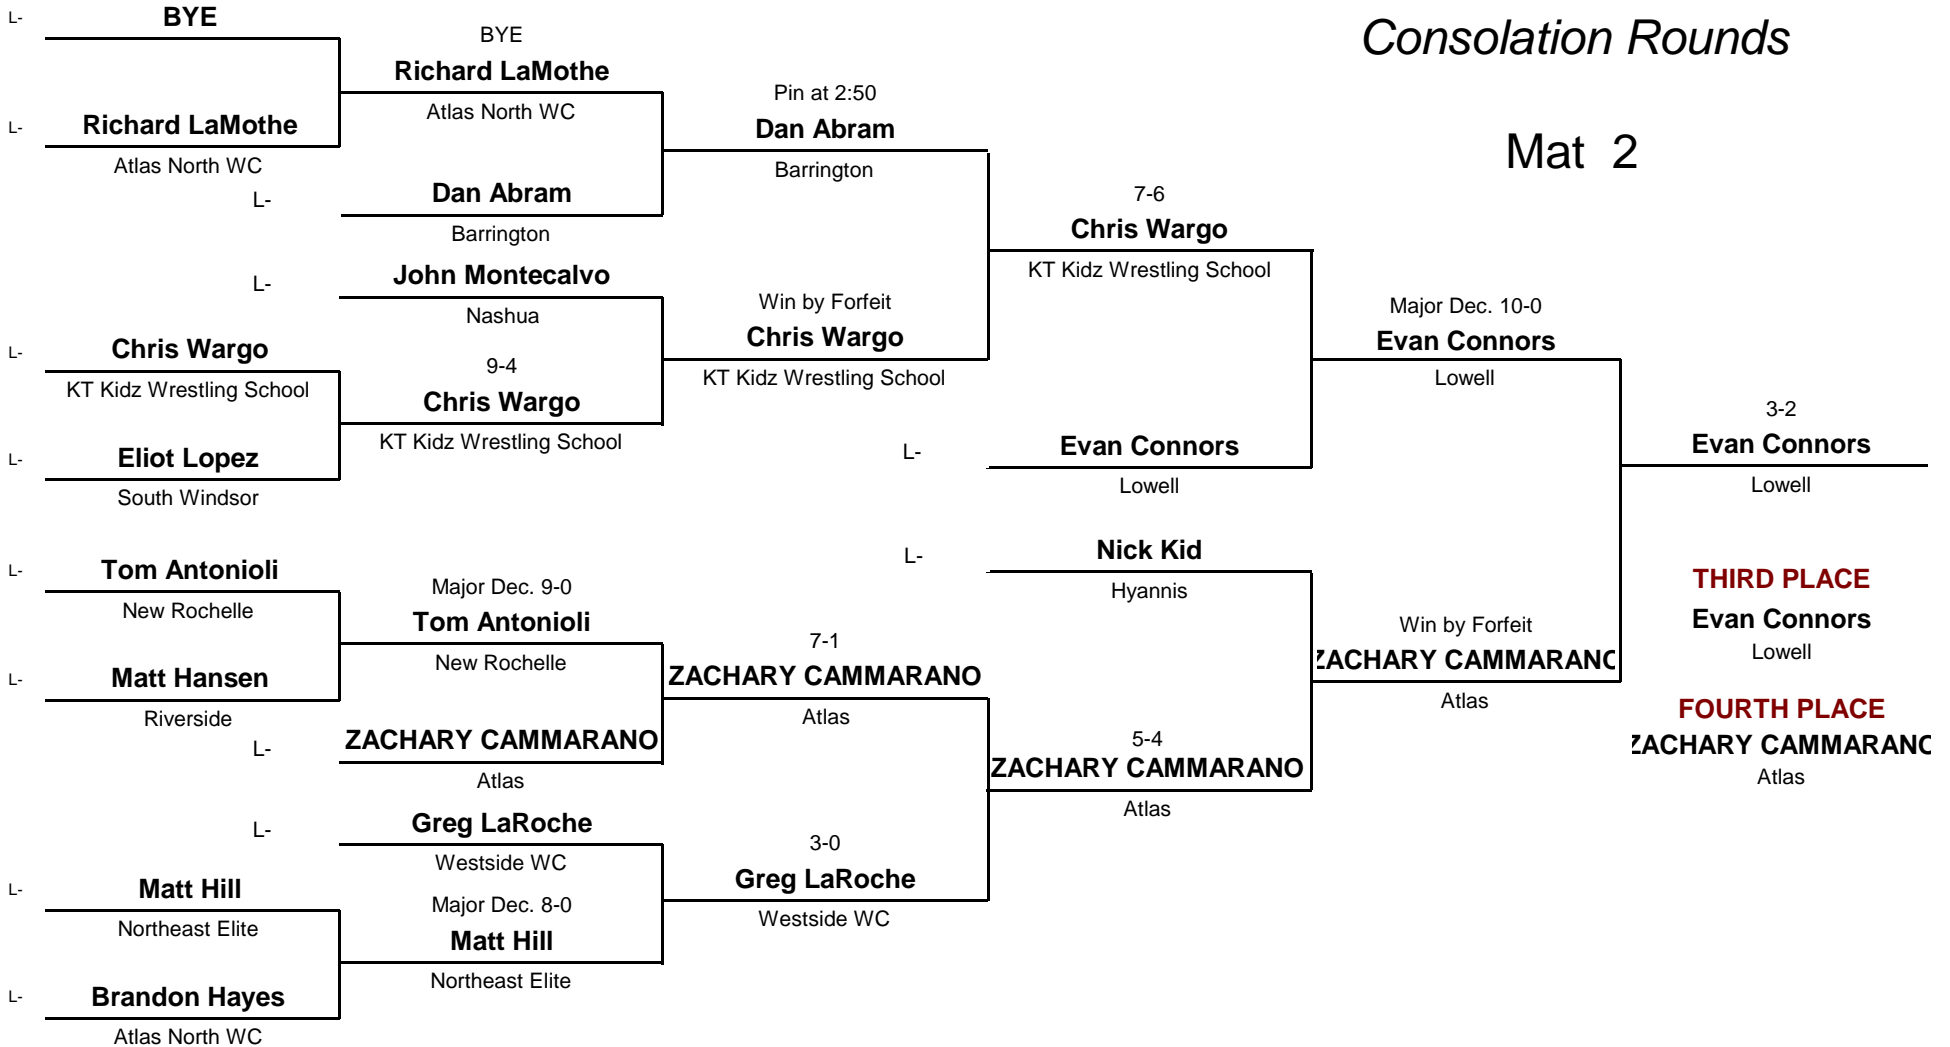 Consolation Rounds
Mat 2
L-
BYE
L-
Richard LaMothe
Atlas North WC
BYE
Richard LaMothe
Atlas North WC
L-
Dan Abram
Barrington
Pin at 2:50
Dan Abram
Barrington
L-
John Montecalvo
Nashua
L-
Chris Wargo
KT Kidz Wrestling School
L-
Eliot Lopez
South Windsor
9-4
Chris Wargo
KT Kidz Wrestling School
Win by Forfeit
Chris Wargo
KT Kidz Wrestling School
7-6
Chris Wargo
KT Kidz Wrestling School
L-
Evan Connors
Lowell
Major Dec. 10-0
Evan Connors
Lowell
L-
Tom Antonioli
New Rochelle
L-
Matt Hansen
Riverside
Major Dec. 9-0
Tom Antonioli
New Rochelle
L-
ZACHARY CAMMARANO
Atlas
7-1
ZACHARY CAMMARANO
Atlas
L-
Greg LaRoche
Westside WC
L-
Matt Hill
Northeast Elite
L-
Brandon Hayes
Atlas North WC
Major Dec. 8-0
Matt Hill
Northeast Elite
3-0
Greg LaRoche
Westside WC
L-
Nick Kid
Hyannis
5-4
ZACHARY CAMMARANO
Atlas
Win by Forfeit
ZACHARY CAMMARANO
Atlas
3-2
Evan Connors
Lowell
THIRD PLACE
Evan Connors
Lowell
FOURTH PLACE
ZACHARY CAMMARANO
Atlas